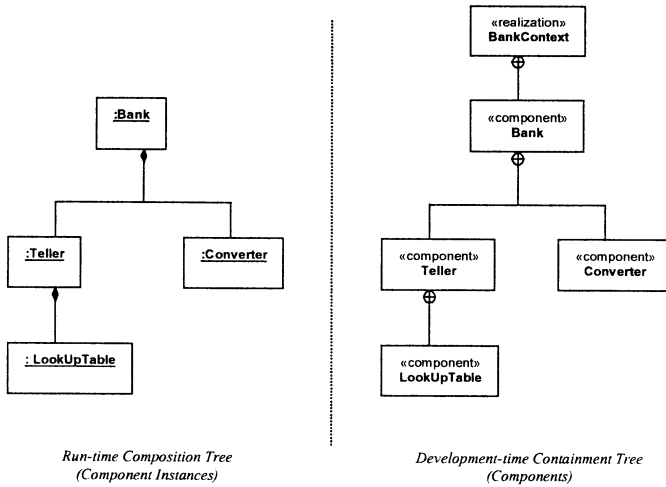 :Bank
:Teller
:Converter
: LookUpTable
Run-time Composition Tree
(Component Instances)
«realization»
BankContext
«component»
Bank
«component»
Teller
«component»
Converter
«component»
LookUpTable
Development-time Containment Tree
(Components)